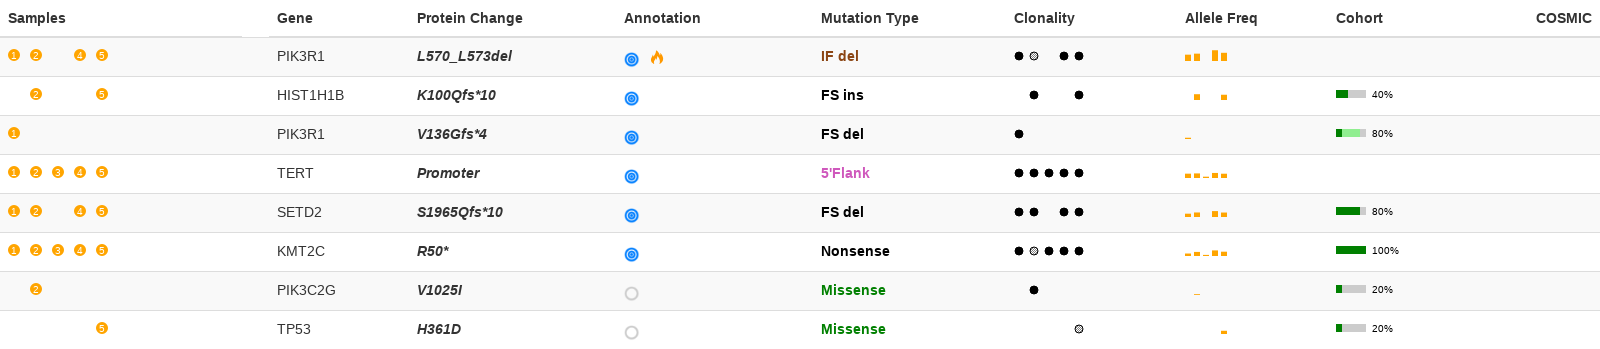 Samples Gene Protein Change Annotation Mutation Type Clonality Allele Freq Cohort COSMIC
1 2 4 5 PIK3R1 L570_L573del IF del
2 5 HIST1H1B K100Qfs*10 FS ins 40%
1 PIK3R1 V136Gfs*4 FS del 80%
1 2 3 4 5 TERT Promoter 5'Flank
1 2 4 5 SETD2 S1965Qfs*10 FS del 80%
1 2 3 4 5 KMT2C R50* Nonsense 100%
2 PIK3C2G V1025I Missense 20%
5 TP53 H361D Missense 20%